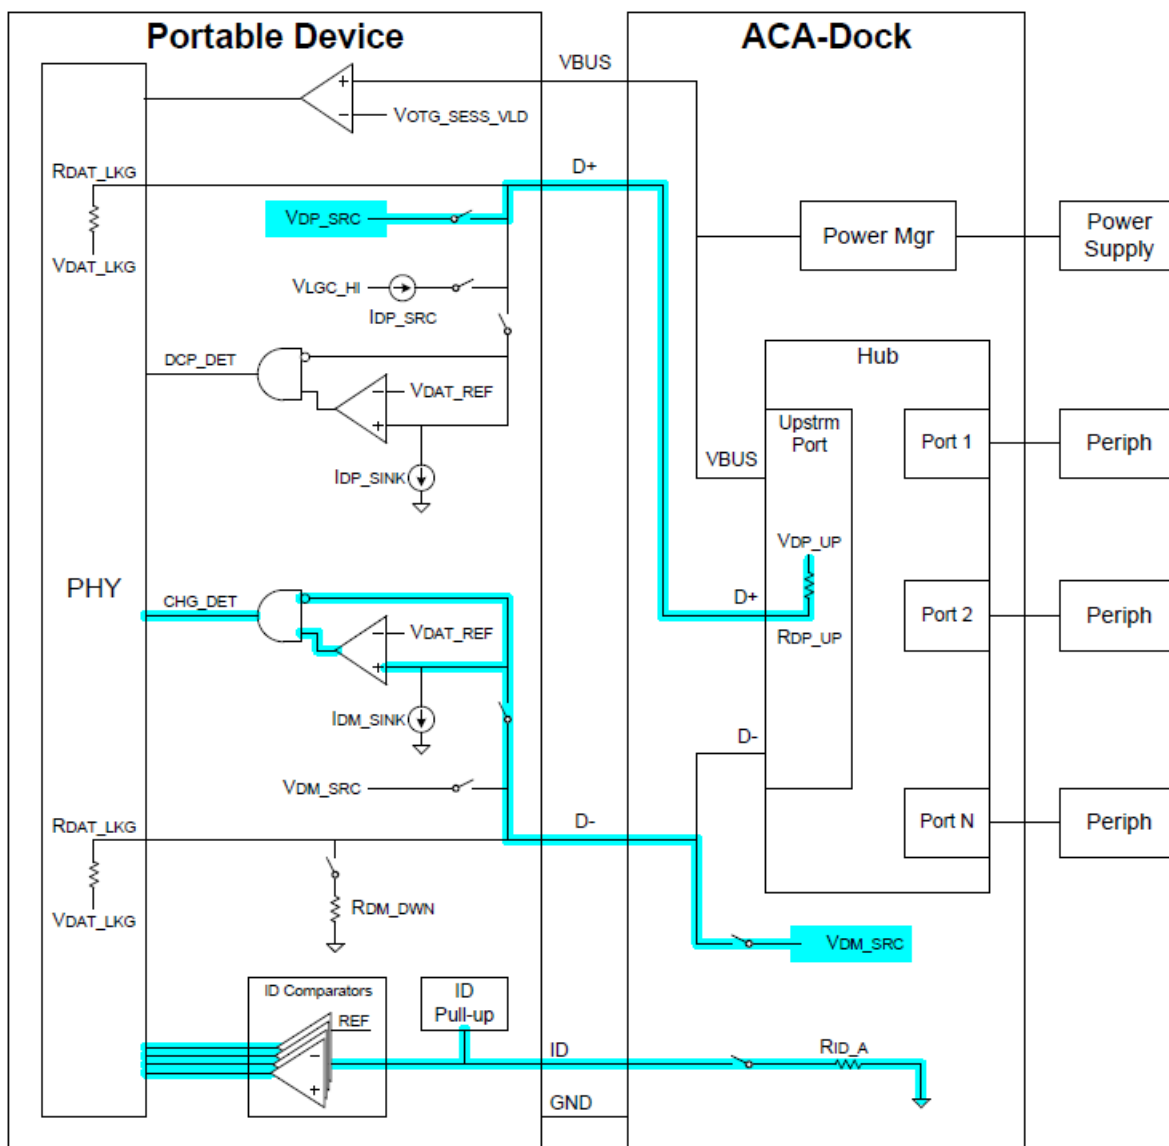 Portable Device
ACA-Dock
VBUS
VOTG_SESS_VLD
RDAT_LKG
D+
VDP_SRC
Power Mgr
Power
Supply
VDAT_LKG
VLGC_HI
IDP_SRC
DCP_DET
Hub
VDAT_REF
Upstrm
Port
Port 1
Periph
VBUS
IDP_SINK
VDP_UP
PHY
CHG_DET
D+
VDAT_REF
RDP_UP
Port 2
Periph
IDM_SINK
D-
VDM_SRC
RDAT_LKG
D-
Port N
Periph
VDAT_LKG
RDM_DWN
VDM_SRC
ID Comparators
REF
ID
Pull-up
ID
RID_A
GND